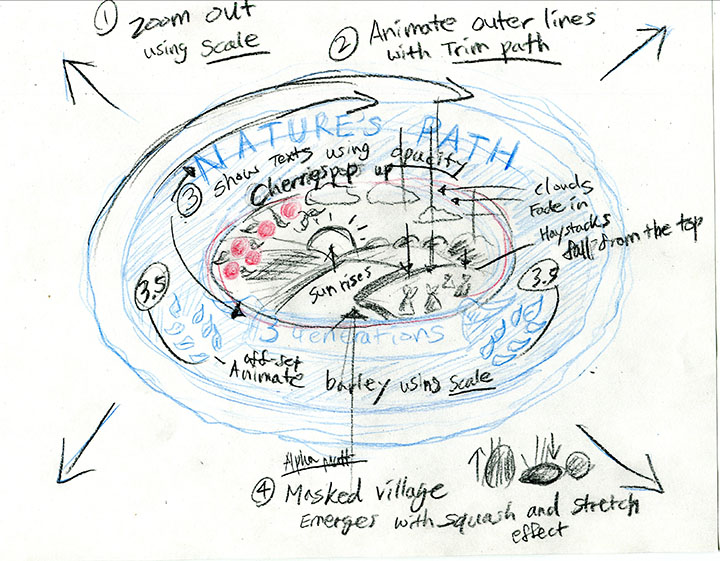 ① Zoom out
using Scale
② Animate outer lines
with Trim path
NATURE'S PATH
③ show Texts using opacity
Cherries pop up
clouds
Fade in
Haystacks
fall from the top
sun rises
3.5
3.5
3 Generations
off-set
Animate barley using Scale
Alpha matt
④ Masked village
Emerges with squash and stretch
effect